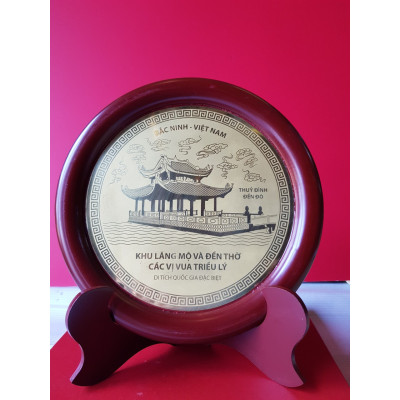 BẮC NINH - VIỆT NAM
THUỶ ĐÌNH
ĐỀN ĐÔ
KHU LĂNG MỘ VÀ ĐỀN THỜ
CÁC VỊ VUA TRIỀU LÝ
DI TÍCH QUỐC GIA ĐẶC BIỆT